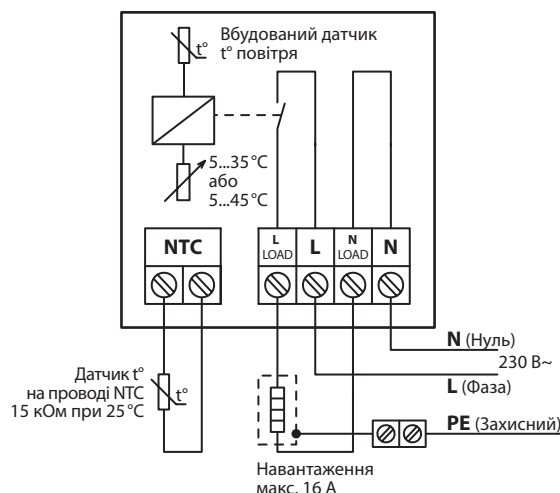 Вбудований датчик
t° повітря
t°
5...35 °C
або
5...45 °C
NTC
L
LOAD
L
N
LOAD
N
N (Нуль)
230 В~
L (Фаза)
Датчик t°
на проводі NTC
15 кОм при 25 °C
t°
PE (Захисний)
Навантаження
макс. 16 А